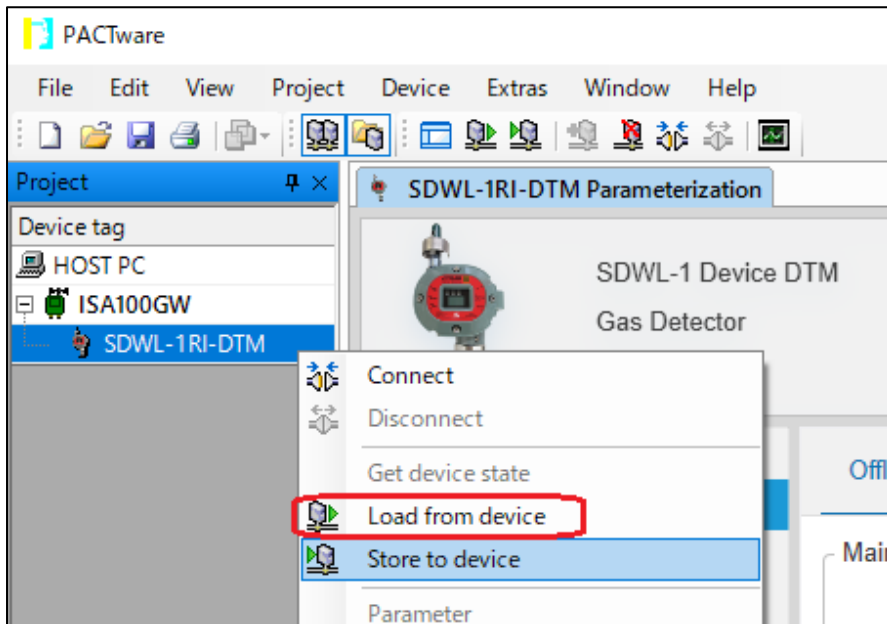 PACTware
File Edit View Project Device Extras Window Help
Project
SDWL-1RI-DTM Parameterization
Device tag
HOST PC
ISA100GW
SDWL-1RI-DTM
SDWL-1 Device DTM
Gas Detector
Connect
Disconnect
Get device state
Load from device
Store to device
Parameter